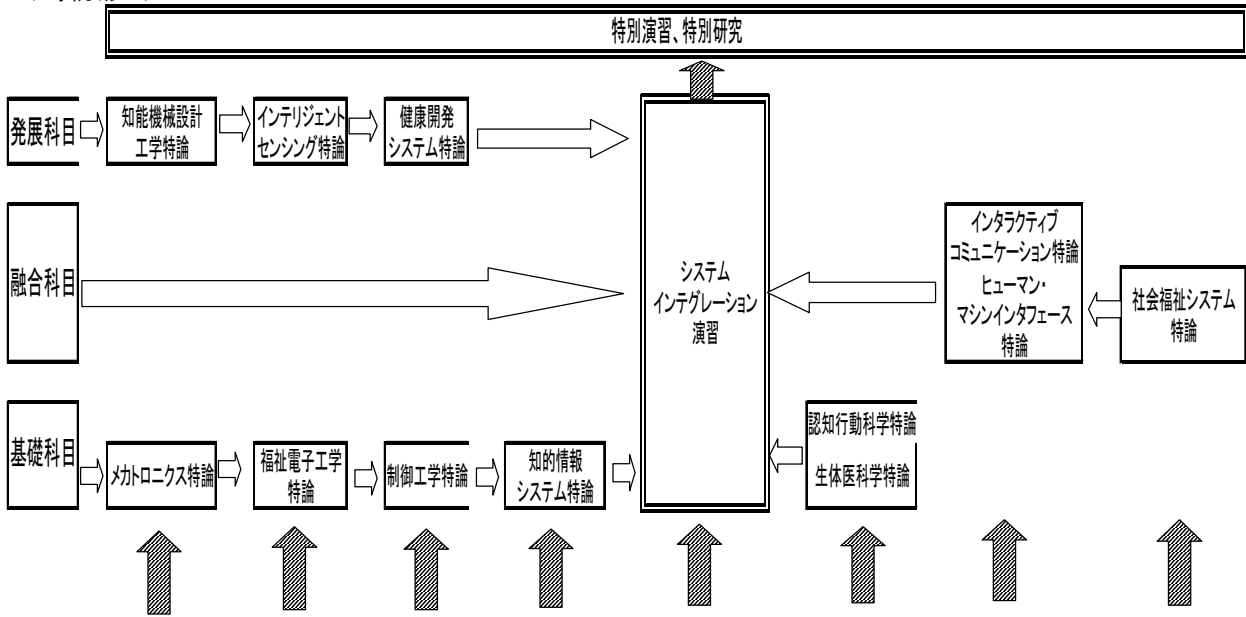 特別演習、特別研究
発展科目
知能機械設計
工学特論
インテリジェント
センシング特論
健康開発
システム特論
融合科目
システム
インテグレーション
演習
インタラクティブ
コミュニケーション特論
ヒューマン・
マシンインタフェース
特論
社会福祉システム
特論
基礎科目
メカトロニクス特論
福祉電子工学
特論
制御工学特論
知的情報
システム特論
認知行動科学特論
生体医科学特論